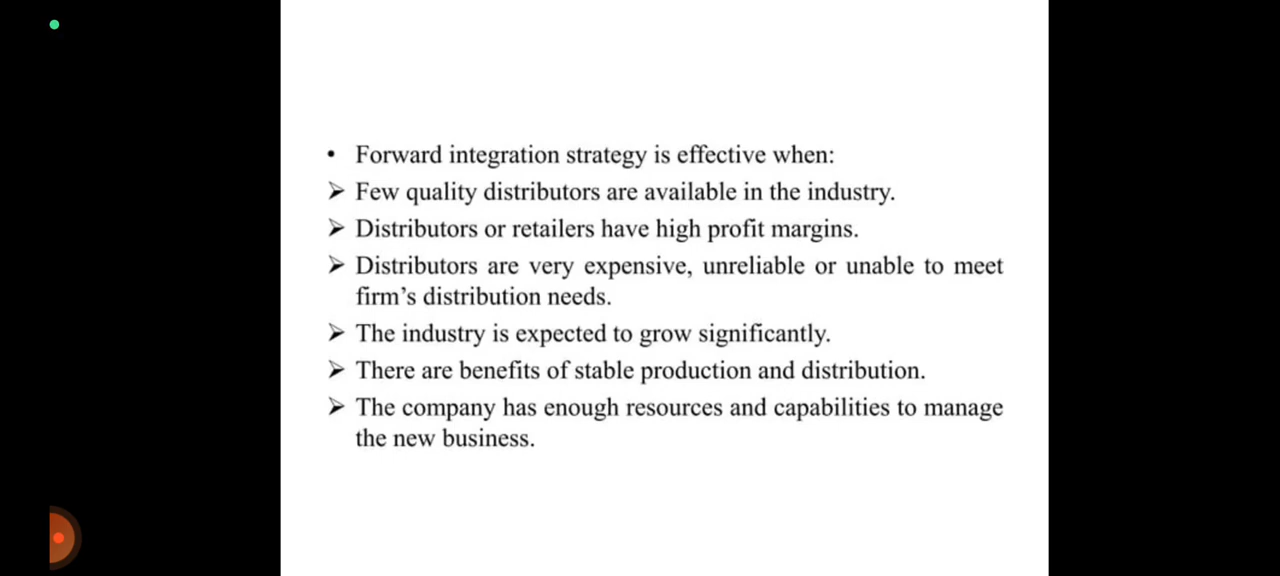 • Forward integration strategy is effective when:
➢ Few quality distributors are available in the industry.
➢ Distributors or retailers have high profit margins.
➢ Distributors are very expensive, unreliable or unable to meet
firm’s distribution needs.
➢ The industry is expected to grow significantly.
➢ There are benefits of stable production and distribution.
➢ The company has enough resources and capabilities to manage
the new business.